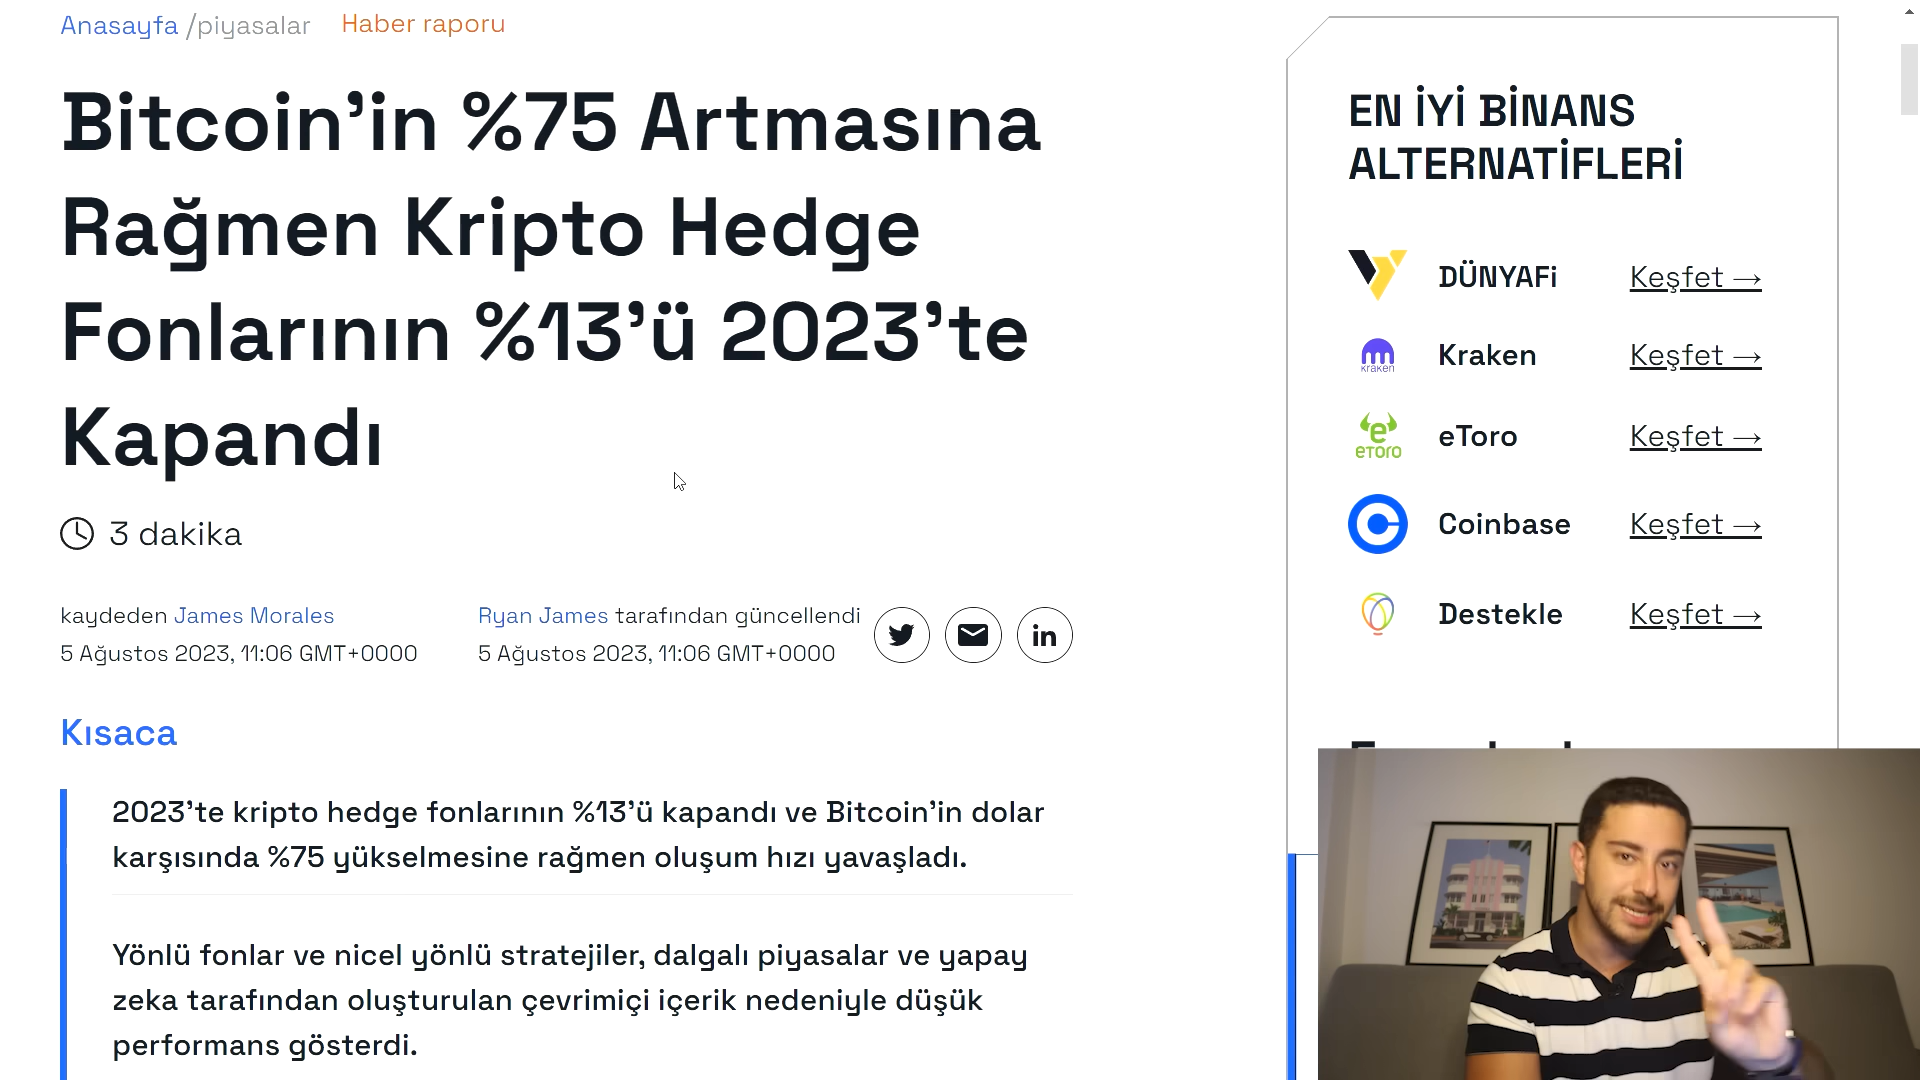 Anasayfa /piyasalar Haber raporu
Bitcoin’in %75 Artmasına
Rağmen Kripto Hedge
Fonlarının %13’ü 2023’te
Kapandı
3 dakika
kaydeden James Morales
5 Ağustos 2023, 11:06 GMT+0000
Ryan James tarafından güncellendi
5 Ağustos 2023, 11:06 GMT+0000
in
Kısaca
2023’te kripto hedge fonlarının %13’ü kapandı ve Bitcoin’in dolar
karşısında %75 yükselmesine rağmen oluşum hızı yavaşladı.
Yönlü fonlar ve nicel yönlü stratejiler, dalgalı piyasalar ve yapay
zeka tarafından oluşturulan çevrimiçi içerik nedeniyle düşük
performans gösterdi.
EN İYİ BİNANS
ALTERNATİFLERİ
DÜNYAFi Keşfet →
kraken Kraken Keşfet →
eToro eToro Keşfet →
Coinbase Keşfet →
Destekle Keşfet →